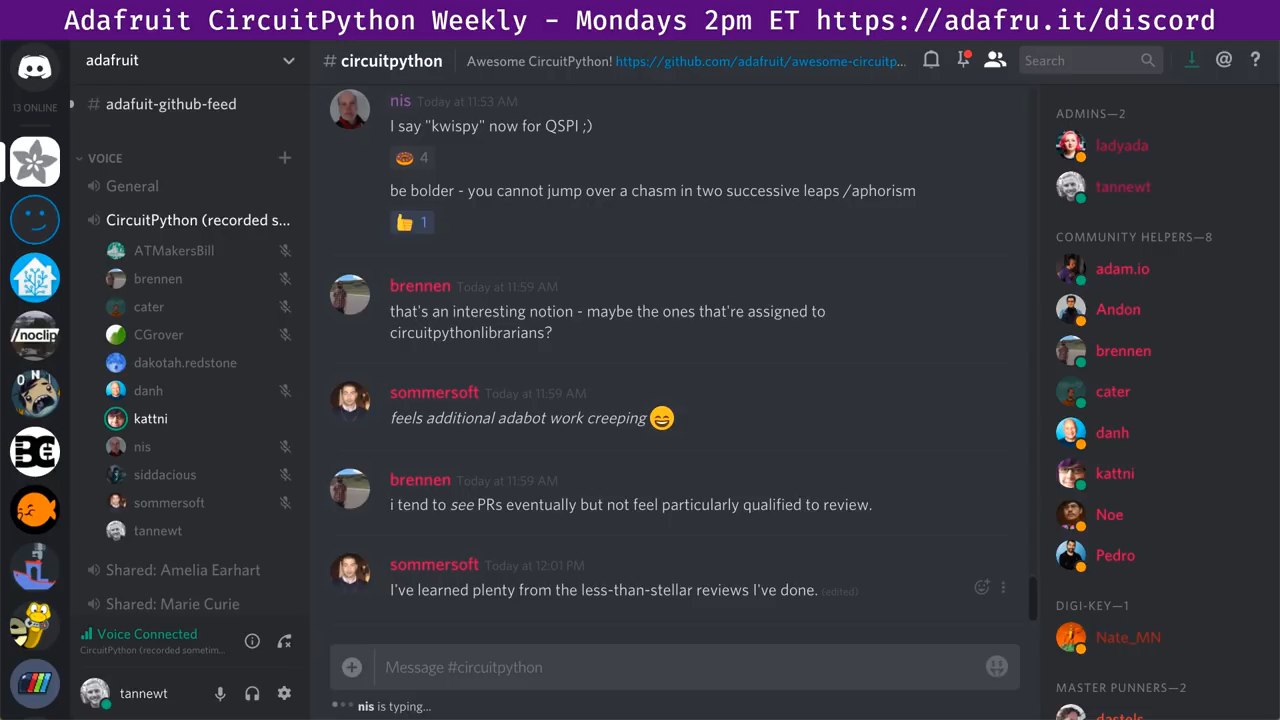 Adafruit CircuitPython Weekly - Mondays 2pm ET https://adafru.it/discord
13 ONLINE
/noclip
adafruit
# adafuit-github-feed
VOICE
General
CircuitPython (recorded s...
ATMakersBill
brennen
cater
CGrover
dakotah.redstone
danh
kattni
nis
siddacious
sommersoft
tannewt
Shared: Amelia Earhart
Shared: Marie Curie
Voice Connected
CircuitPython (recorded sometim...
tannewt
# circuitpython
Awesome CircuitPython! https://github.com/adafruit/awesome-circuitp...
Search
nis Today at 11:53 AM
I say "kwispy" now for QSPI ;)
4
be bolder - you cannot jump over a chasm in two successive leaps /aphorism
1
brennen Today at 11:59 AM
that's an interesting notion - maybe the ones that're assigned to
circuitpythonlibrarians?
sommersoft Today at 11:59 AM
feels additional adabot work creeping
brennen Today at 11:59 AM
i tend to see PRs eventually but not feel particularly qualified to review.
sommersoft Today at 12:01 PM
I've learned plenty from the less-than-stellar reviews I've done. (edited)
Message #circuitpython
nis is typing...
ADMINS—2
ladyada
tannewt
COMMUNITY HELPERS—8
adam.io
Andon
brennen
cater
danh
kattni
Noe
Pedro
DIGI-KEY—1
Nate_MN
MASTER PUNNERS—2
dastels